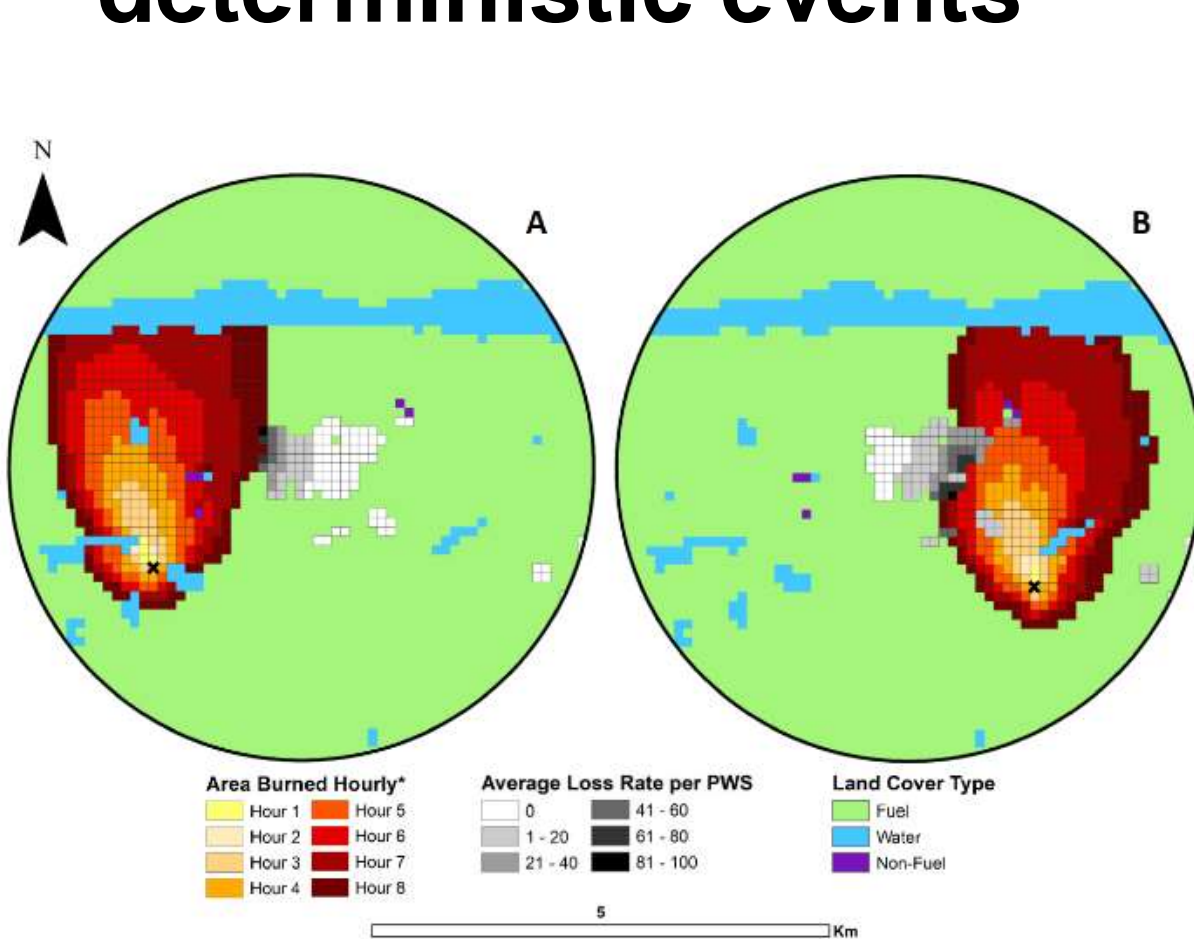 deterministic events
N
A
B
Area Burned Hourly*
Hour 1
Hour 5
Hour 2
Hour 6
Hour 3
Hour 7
Hour 4
Hour 8
Average Loss Rate per PWS
0
41 - 60
1 - 20
61 - 80
21 - 40
81 - 100
Land Cover Type
Fuel
Water
Non-Fuel
5
Km